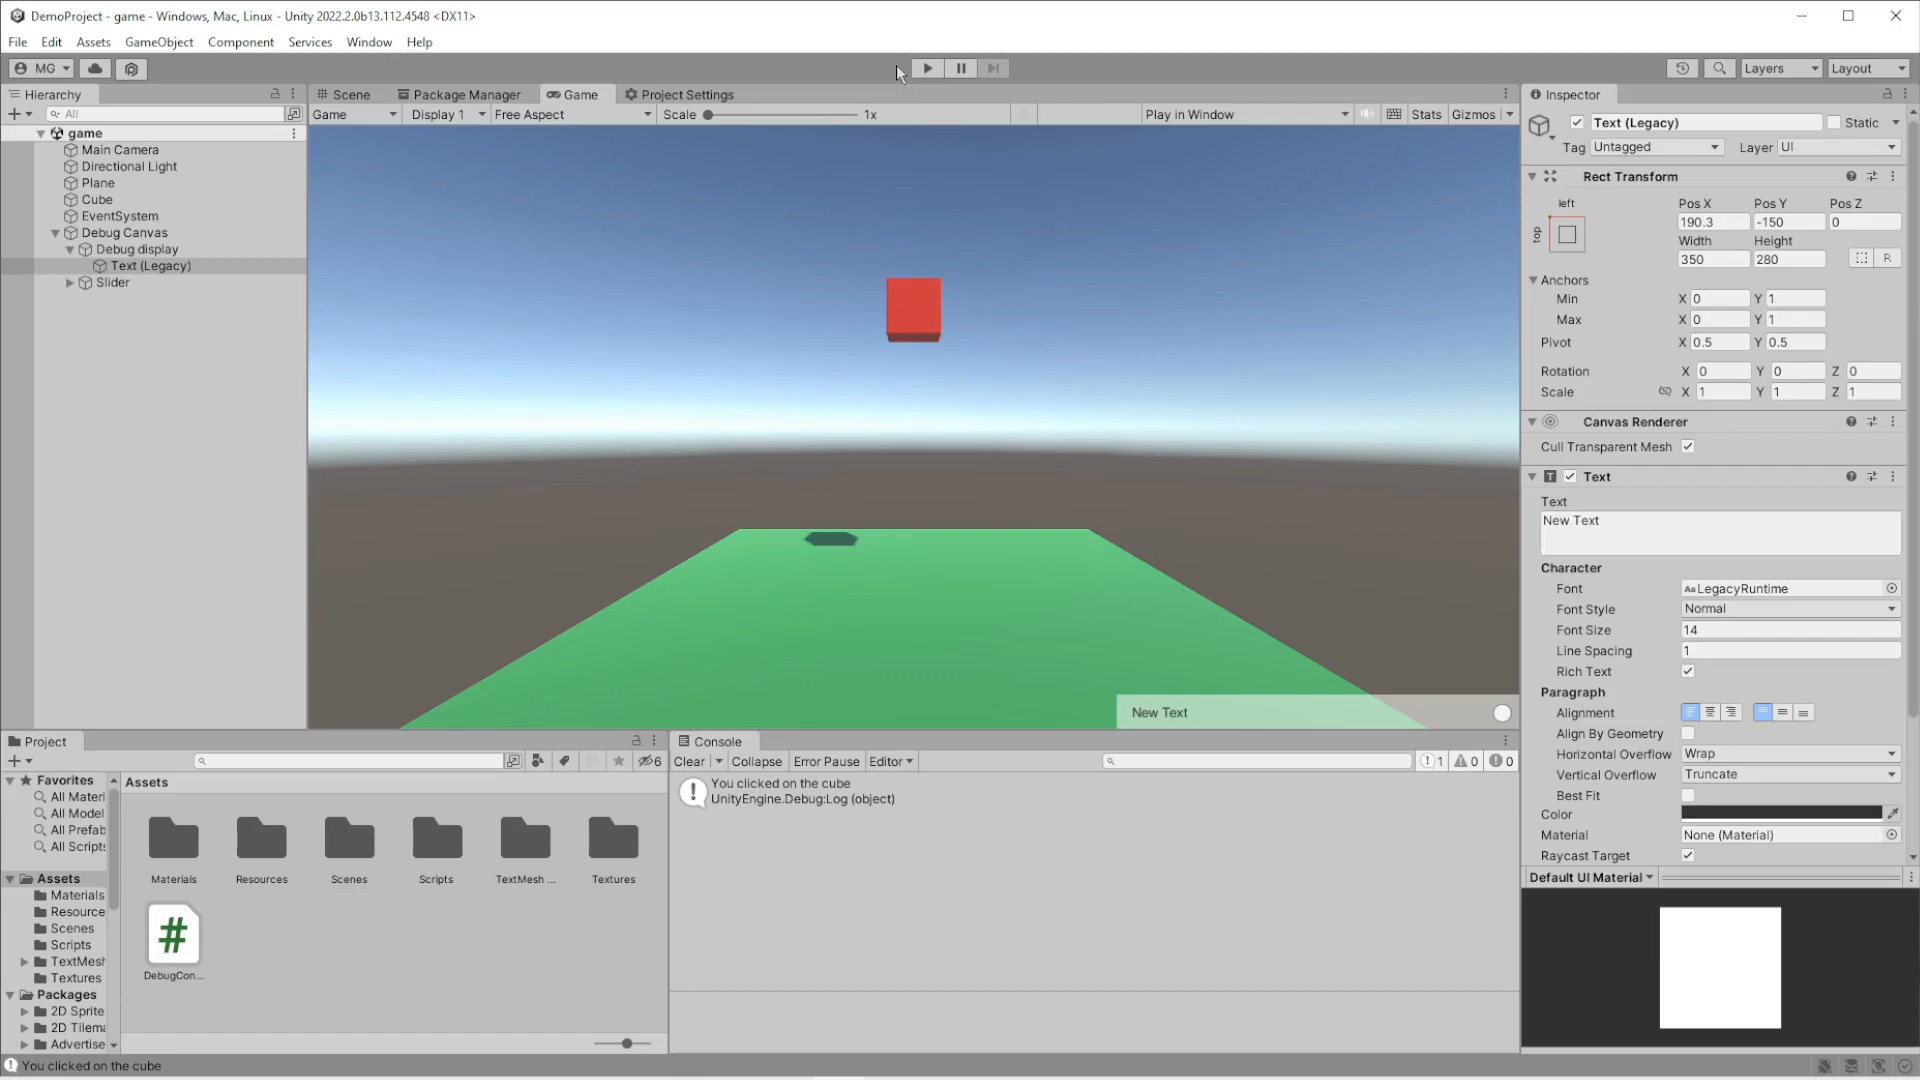 DemoProject - game - Windows, Mac, Linux - Unity 2022.2.0b13.112.4548 <DX11>
File Edit Assets GameObject Component Services Window Help
MG Layers Layout
Hierarchy Scene Package Manager Game Project Settings Inspector
All Game Display 1 Free Aspect Scale 1x Play in Window Stats Gizmos
game
Main Camera
Directional Light
Plane
Cube
EventSystem
Debug Canvas
Debug display
Text (Legacy)
Slider
New Text
Text (Legacy) Static
Tag Untagged Layer UI
Rect Transform
left
top
Pos X Pos Y Pos Z
190.3 -150 0
Width Height
350 280 R
Anchors
Min X 0 Y 1
Max X 0 Y 1
Pivot X 0.5 Y 0.5
Rotation X 0 Y 0 Z 0
Scale X 1 Y 1 Z 1
Canvas Renderer
Cull Transparent Mesh
Text
Text
New Text
Character
Font Aa LegacyRuntime
Font Style Normal
Font Size 14
Line Spacing 1
Rich Text
Paragraph
Alignment
Align By Geometry
Horizontal Overflow Wrap
Vertical Overflow Truncate
Best Fit
Color
Material None (Material)
Raycast Target
Default UI Material
Project
6
Favorites
All Materi
All Model
All Prefab
All Scripts
Assets
Materials
Resource
Scenes
Scripts
TextMesh
Textures
Packages
2D Sprite
2D Tilema
Advertise
Assets
Materials Resources Scenes Scripts TextMesh ... Textures
#
DebugCon...
Console
Clear Collapse Error Pause Editor 1 0 0
You clicked on the cube
UnityEngine.Debug:Log (object)
You clicked on the cube